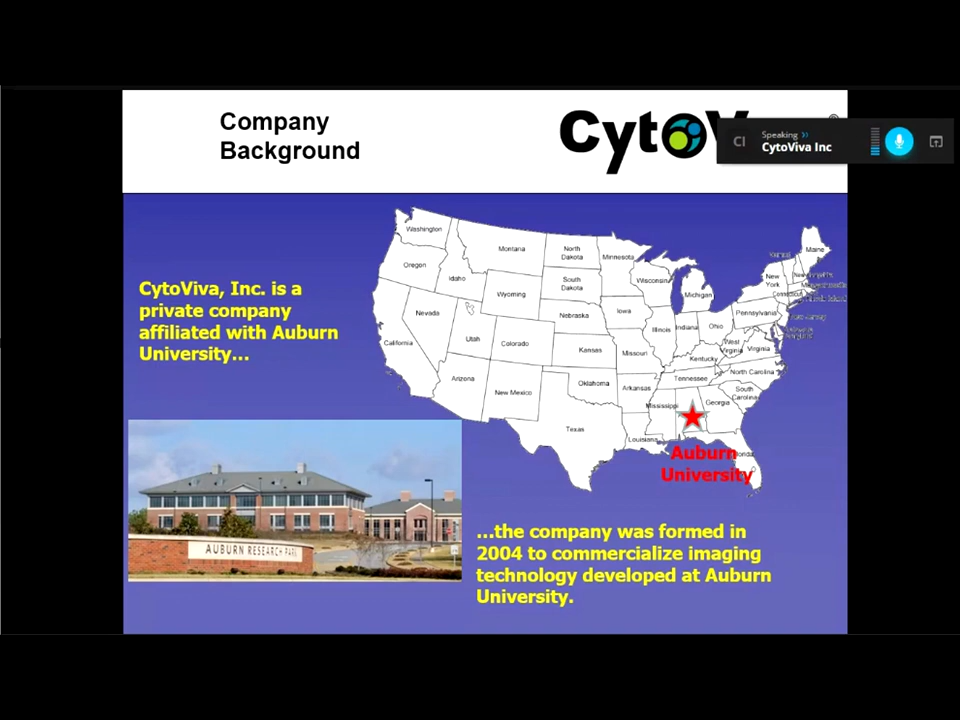 Company
Background
CytoV
CI
Speaking
CytoViva Inc
CytoViva, Inc. is a
private company
affiliated with Auburn
University...
Washington
Oregon
California
Nevada
Idaho
Montana
Wyoming
Utah
Arizona
Colorado
New Mexico
North
Dakota
South
Dakota
Nebraska
Kansas
Oklahoma
Texas
Minnesota
Iowa
Missouri
Arkansas
Louisiana
Wisconsin
Illinois
Michigan
Indiana
Ohio
Kentucky
Tennessee
Mississippi
Georgia
South
Carolina
North Carolina
West
Virginia
Virginia
Pennsylvania
New
York
Maine
Auburn
University
AUBURN RESEARCH PARK
...the company was formed in
2004 to commercialize imaging
technology developed at Auburn
University.